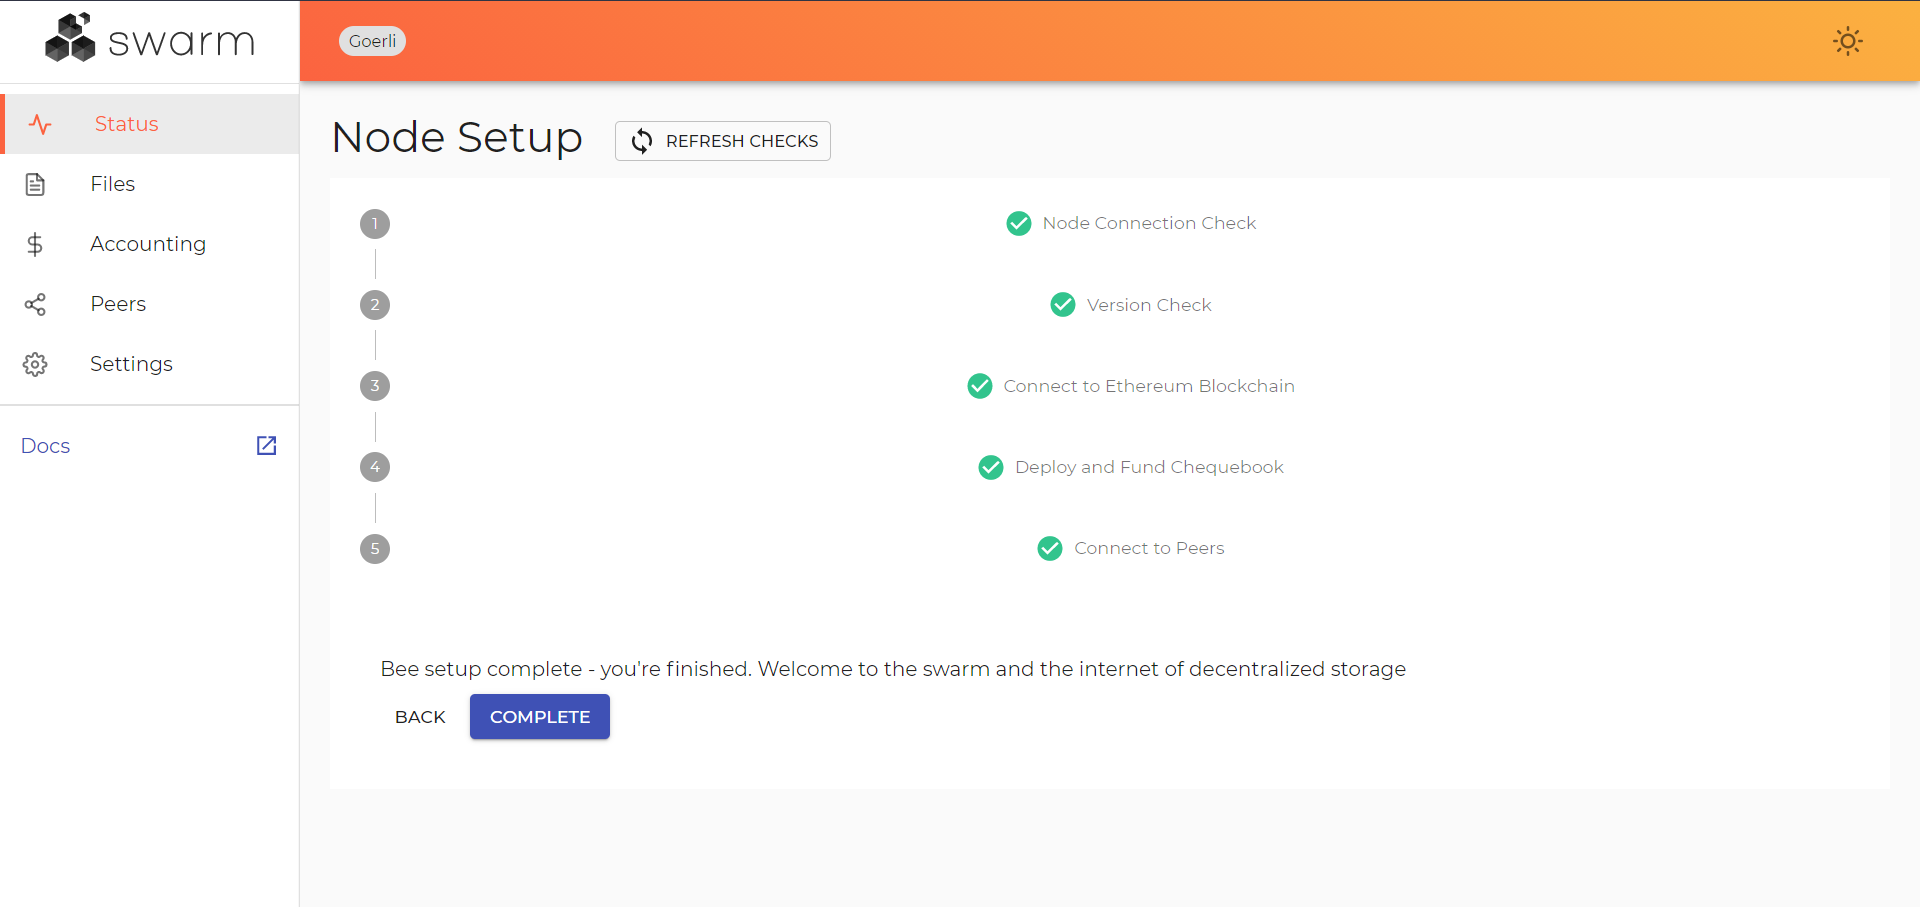 swarm
Goerli
Status
Files
Accounting
Peers
Settings
Docs
Node Setup
REFRESH CHECKS
1 Node Connection Check
2 Version Check
3 Connect to Ethereum Blockchain
4 Deploy and Fund Chequebook
5 Connect to Peers
Bee setup complete - you're finished. Welcome to the swarm and the internet of decentralized storage
BACK COMPLETE